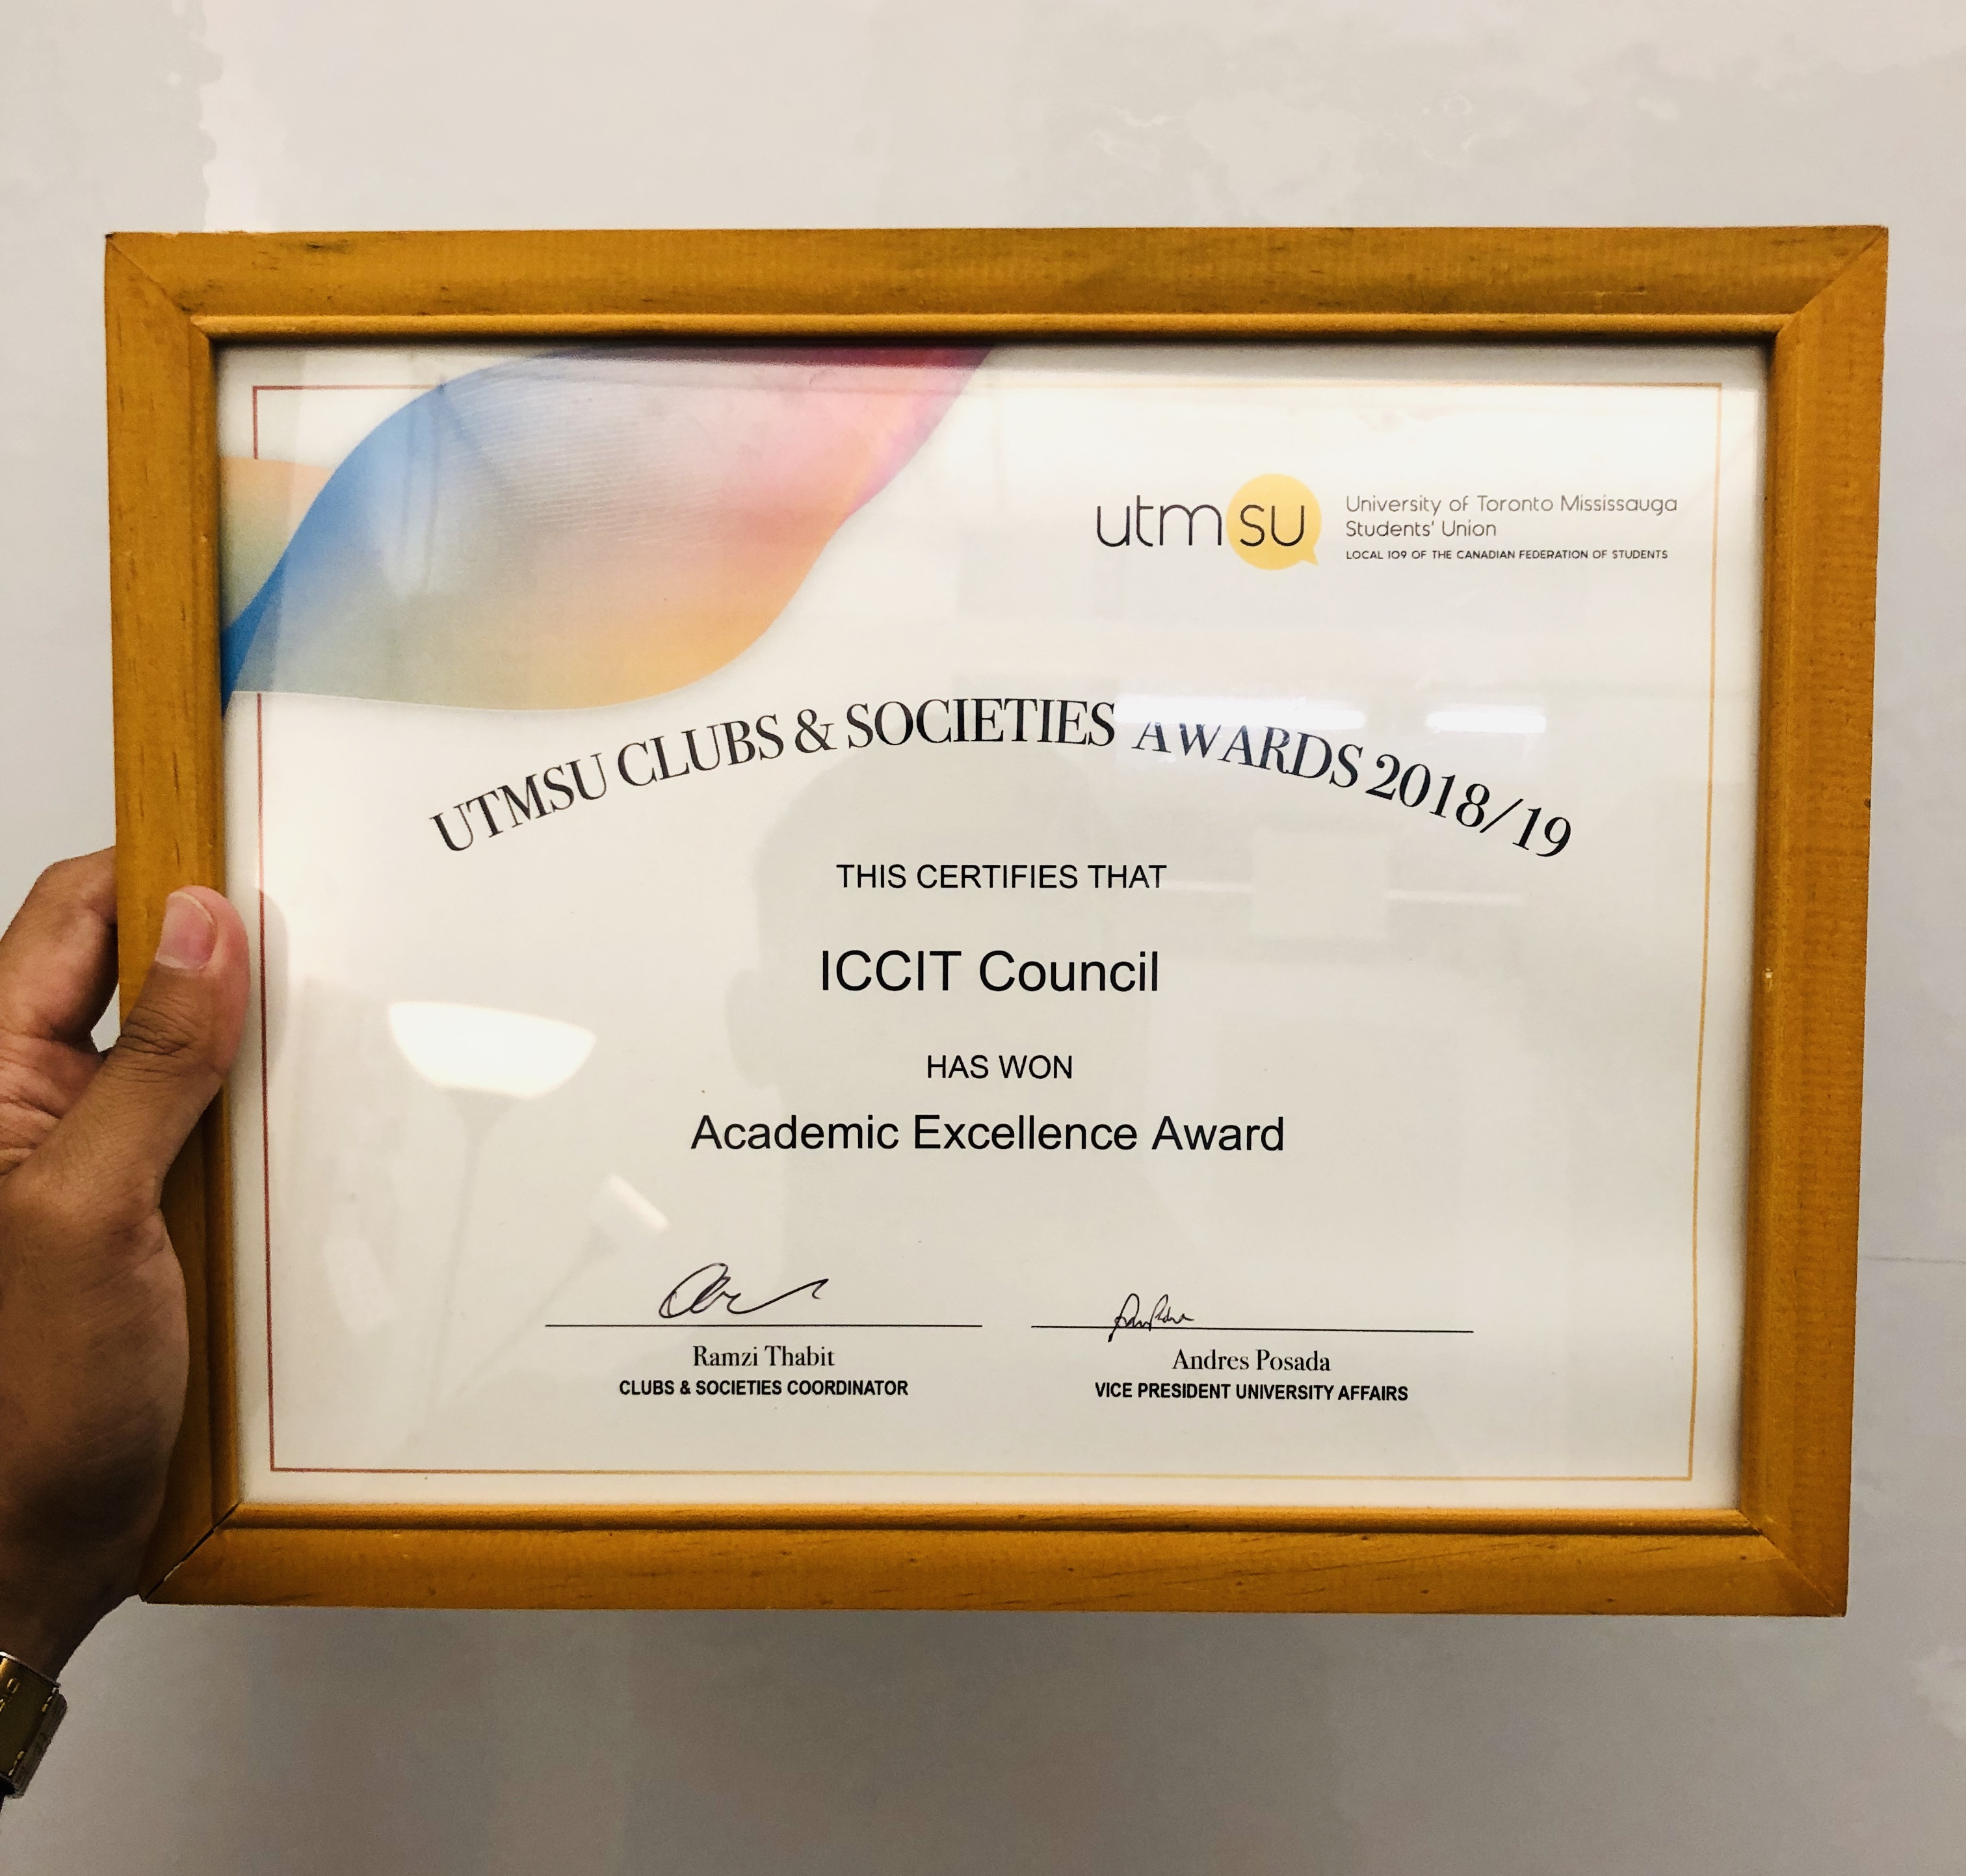 utmsu
University of Toronto Mississauga
Students' Union
LOCAL 109 OF THE CANADIAN FEDERATION OF STUDENTS
UTMSU CLUBS & SOCIETIES AWARDS 2018/19
THIS CERTIFIES THAT
ICCIT Council
HAS WON
Academic Excellence Award
Ramzi Thabit
CLUBS & SOCIETIES COORDINATOR
Andres Posada
VICE PRESIDENT UNIVERSITY AFFAIRS